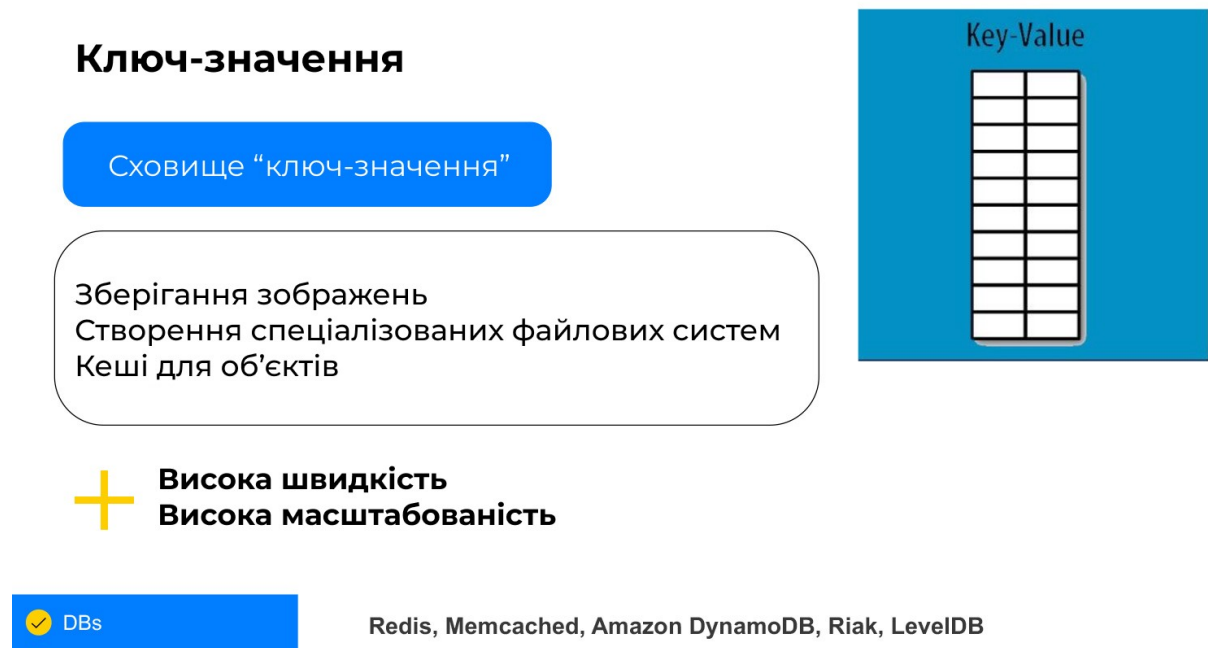 Ключ-значення
Key-Value
Сховище “ключ-значення”
Зберігання зображень
Створення спеціалізованих файлових систем
Кеші для об’єктів
Висока швидкість
Висока масштабованість
DBs
Redis, Memcached, Amazon DynamoDB, Riak, LevelDB